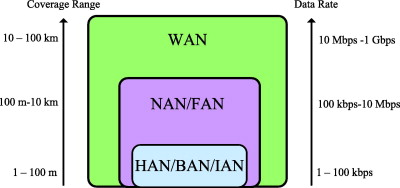 Coverage Range
Data Rate
10 – 100 km
WAN
10 Mbps -1 Gbps
100 m-10 km
NAN/FAN
100 kbps-10 Mbps
1 – 100 m
HAN/BAN/IAN
1 – 100 kbps